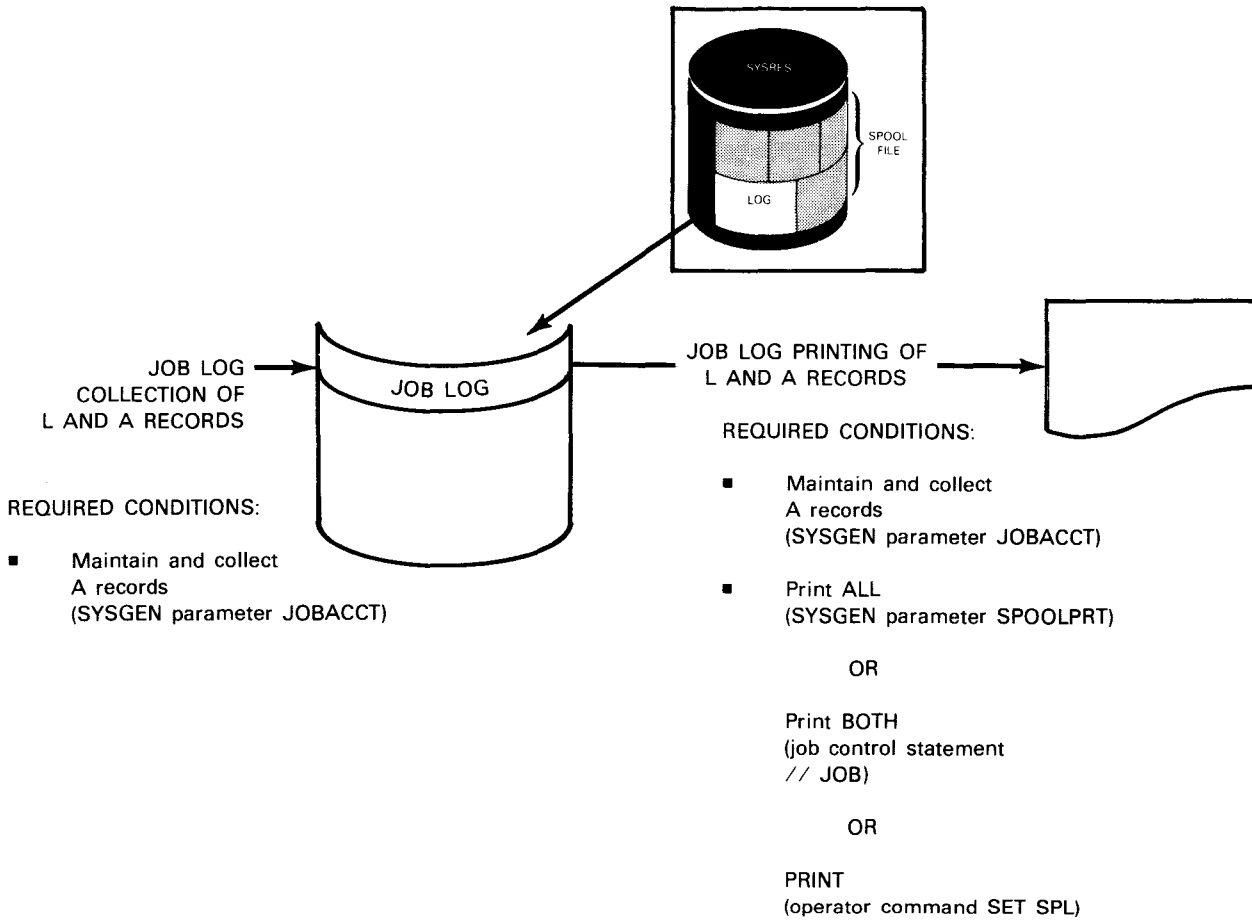 SYSRES
SPOOL
FILE
LOG
JOB LOG
COLLECTION OF
L AND A RECORDS
JOB LOG
JOB LOG PRINTING OF
L AND A RECORDS
REQUIRED CONDITIONS:
■ Maintain and collect
A records
(SYSGEN parameter JOBACCT)
REQUIRED CONDITIONS:
■ Maintain and collect
A records
(SYSGEN parameter JOBACCT)
■ Print ALL
(SYSGEN parameter SPOOLPRT)
OR
Print BOTH
(job control statement
// JOB)
OR
PRINT
(operator command SET SPL)